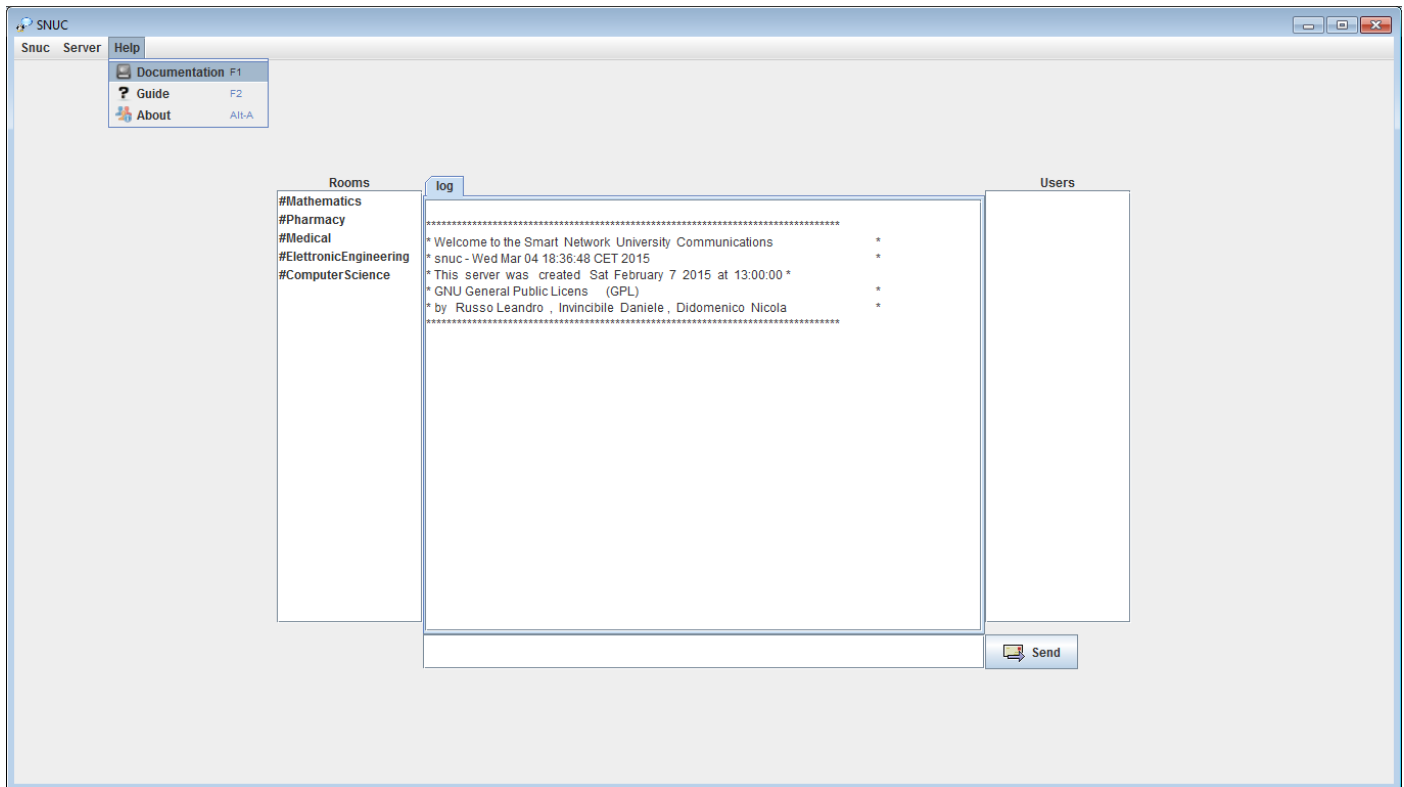 SNUC
Snuc Server Help
Documentation F1
Guide F2
About Alt-A
Rooms
#Mathematics
#Pharmacy
#Medical
#ElettronicEngineering
#ComputerScience
log
*********************************************************************************
* Welcome to the Smart Network University Communications *
* snuc - Wed Mar 04 18:36:48 CET 2015 *
* This server was created Sat February 7 2015 at 13:00:00 *
* GNU General Public Licens (GPL) *
* by Russo Leandro , Invincibile Daniele , Didomenico Nicola *
*********************************************************************************
Users
Send